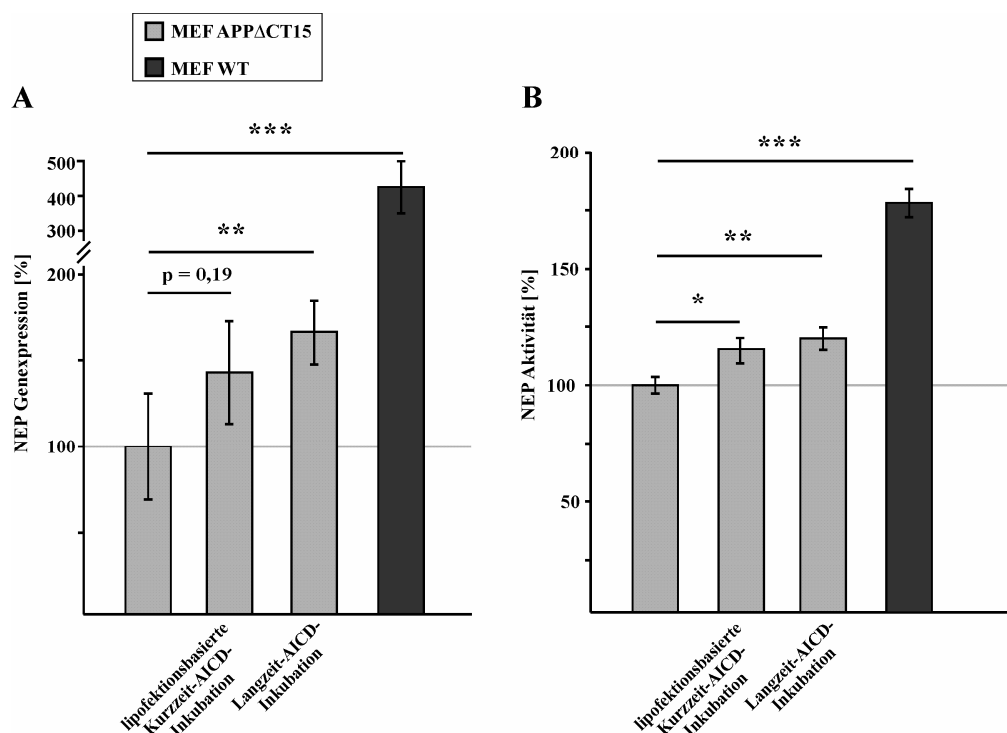 MEF APPΔCT15
MEF WT
A
NEP Genexpression [%]
500
400
300
200
100
***
**
p = 0,19
lipofektionsbasierte
Kurzzeit-AICD-
Inkubation
Langzeit-AICD-
Inkubation
B
NEP Aktivität [%]
200
150
100
50
***
**
*
lipofektionsbasierte
Kurzzeit-AICD-
Inkubation
Langzeit-AICD-
Inkubation